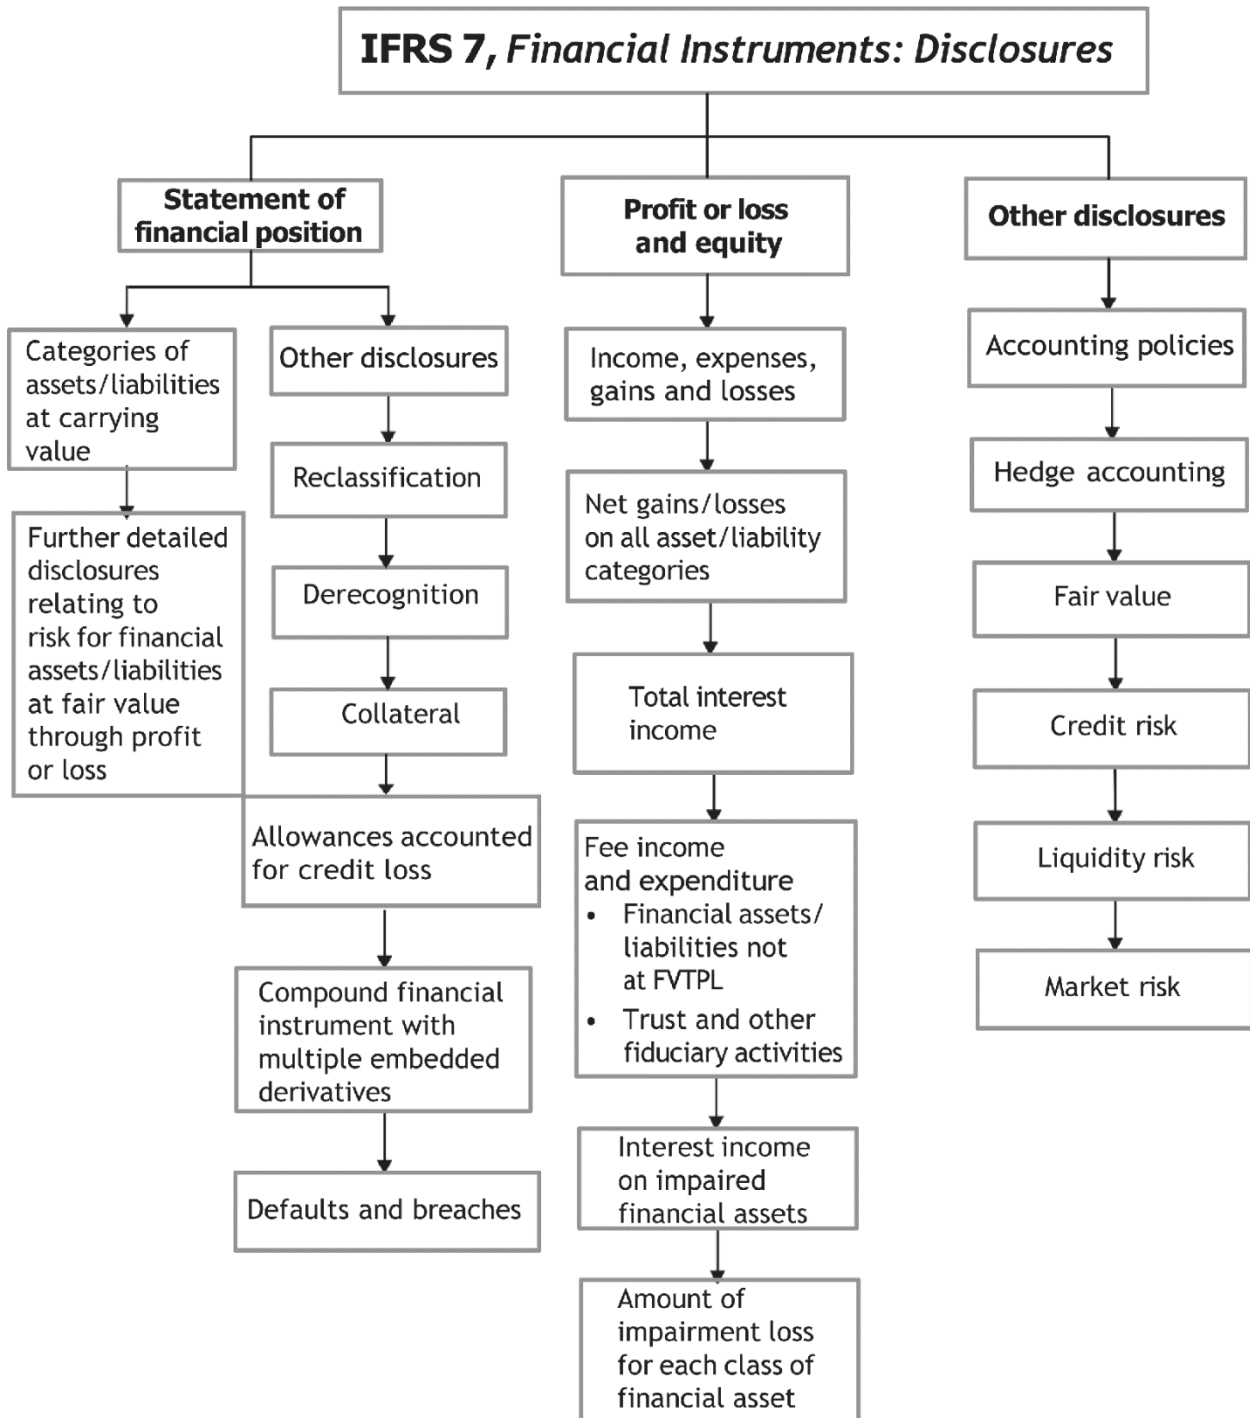 IFRS 7, Financial Instruments: Disclosures
Statement of
financial position
Categories of
assets/liabilities
at carrying
value
Further detailed
disclosures
relating to
risk for financial
assets/liabilities
at fair value
through profit
or loss
Other disclosures
Reclassification
Derecognition
Collateral
Allowances accounted
for credit loss
Compound financial
instrument with
multiple embedded
derivatives
Defaults and breaches
Profit or loss
and equity
Income, expenses,
gains and losses
Net gains/losses
on all asset/liability
categories
Total interest
income
Fee income
and expenditure
• Financial assets/
liabilities not
at FVTPL
• Trust and other
fiduciary activities
Interest income
on impaired
financial assets
Amount of
impairment loss
for each class of
financial asset
Other disclosures
Accounting policies
Hedge accounting
Fair value
Credit risk
Liquidity risk
Market risk